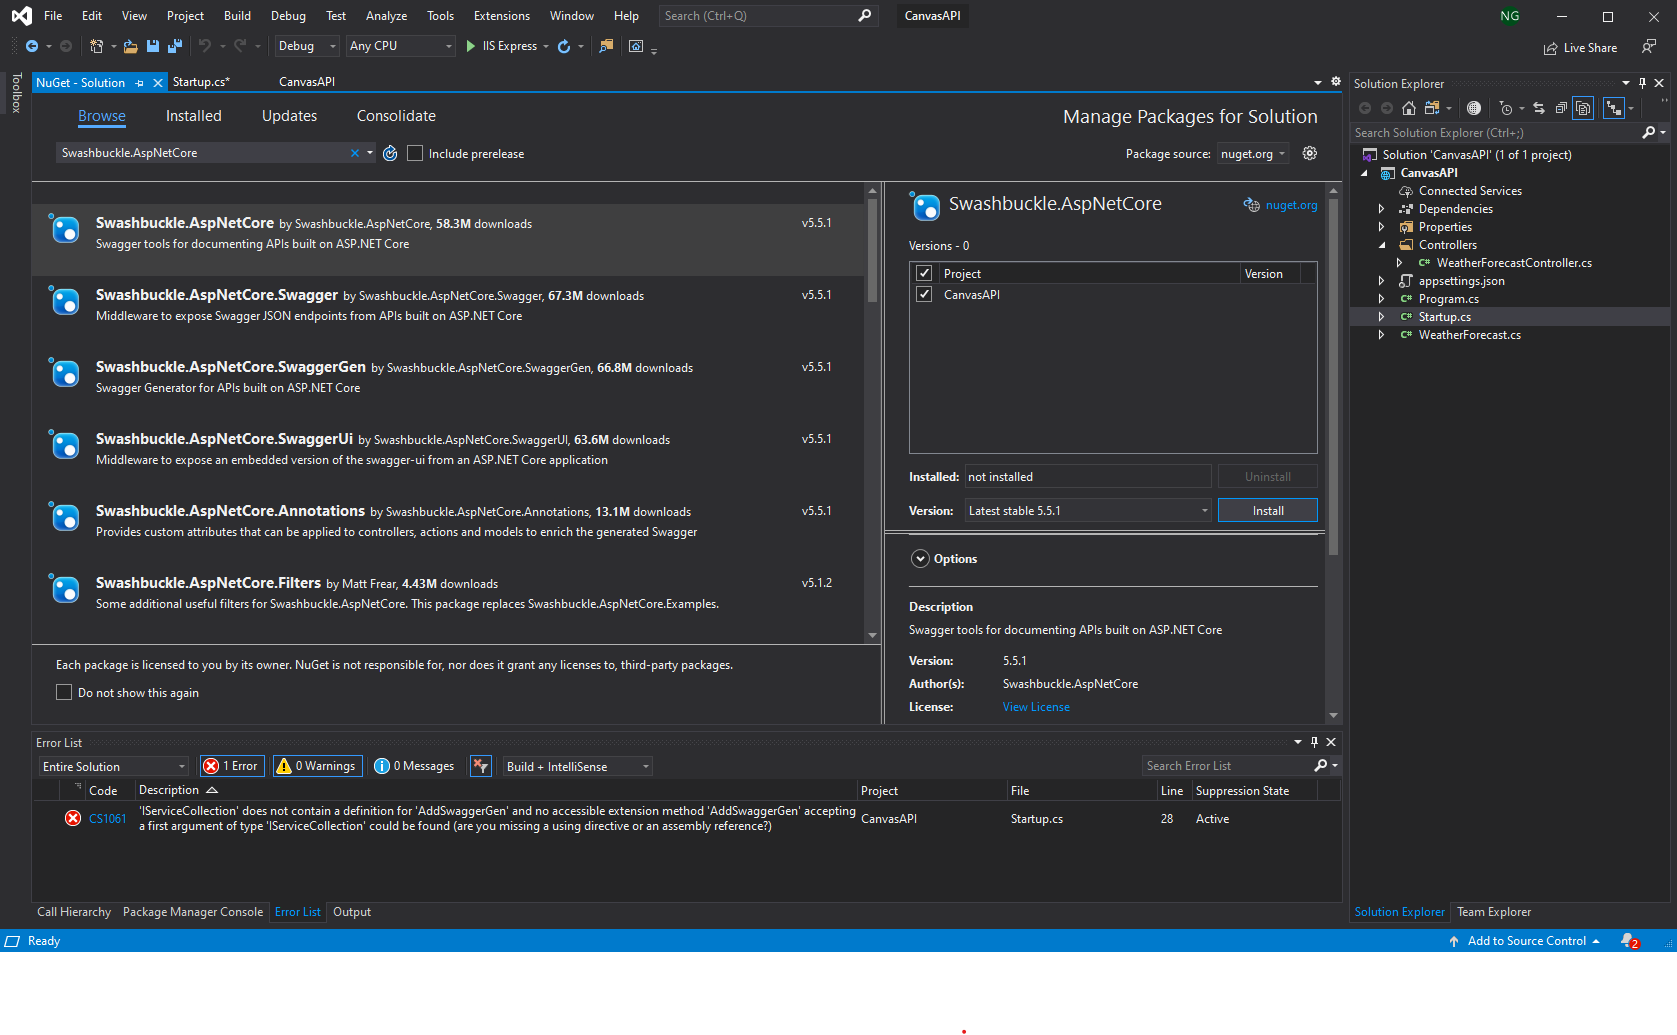 File Edit View Project Build Debug Test Analyze Tools Extensions Window Help Search (Ctrl+Q) CanvasAPI NG
Debug Any CPU IIS Express Live Share
Toolbox
NuGet - Solution Startup.cs* CanvasAPI
Browse Installed Updates Consolidate Manage Packages for Solution
Swashbuckle.AspNetCore Include prerelease Package source: nuget.org
Swashbuckle.AspNetCore by Swashbuckle.AspNetCore, 58.3M downloads v5.5.1
Swagger tools for documenting APIs built on ASP.NET Core
Swashbuckle.AspNetCore.Swagger by Swashbuckle.AspNetCore.Swagger, 67.3M downloads v5.5.1
Middleware to expose Swagger JSON endpoints from APIs built on ASP.NET Core
Swashbuckle.AspNetCore.SwaggerGen by Swashbuckle.AspNetCore.SwaggerGen, 66.8M downloads v5.5.1
Swagger Generator for APIs built on ASP.NET Core
Swashbuckle.AspNetCore.SwaggerUi by Swashbuckle.AspNetCore.SwaggerUI, 63.6M downloads v5.5.1
Middleware to expose an embedded version of the swagger-ui from an ASP.NET Core application
Swashbuckle.AspNetCore.Annotations by Swashbuckle.AspNetCore.Annotations, 13.1M downloads v5.5.1
Provides custom attributes that can be applied to controllers, actions and models to enrich the generated Swagger
Swashbuckle.AspNetCore.Filters by Matt Frear, 4.43M downloads v5.1.2
Some additional useful filters for Swashbuckle.AspNetCore. This package replaces Swashbuckle.AspNetCore.Examples.
Each package is licensed to you by its owner. NuGet is not responsible for, nor does it grant any licenses to, third-party packages.
Do not show this again
Swashbuckle.AspNetCore nuget.org
Versions - 0
Project Version
CanvasAPI
Installed: not installed Uninstall
Version: Latest stable 5.5.1 Install
Options
Description
Swagger tools for documenting APIs built on ASP.NET Core
Version: 5.5.1
Author(s): Swashbuckle.AspNetCore
License: View License
Solution Explorer
Search Solution Explorer (Ctrl+;)
Solution 'CanvasAPI' (1 of 1 project)
CanvasAPI
Connected Services
Dependencies
Properties
Controllers
C# WeatherForecastController.cs
appsettings.json
C# Program.cs
C# Startup.cs
C# WeatherForecast.cs
Error List
Entire Solution 1 Error 0 Warnings 0 Messages Build + IntelliSense Search Error List
Code Description Project File Line Suppression State
CS1061 'IServiceCollection' does not contain a definition for 'AddSwaggerGen' and no accessible extension method 'AddSwaggerGen' accepting
a first argument of type 'IServiceCollection' could be found (are you missing a using directive or an assembly reference?) CanvasAPI Startup.cs 28 Active
Call Hierarchy Package Manager Console Error List Output Solution Explorer Team Explorer
Ready Add to Source Control 2